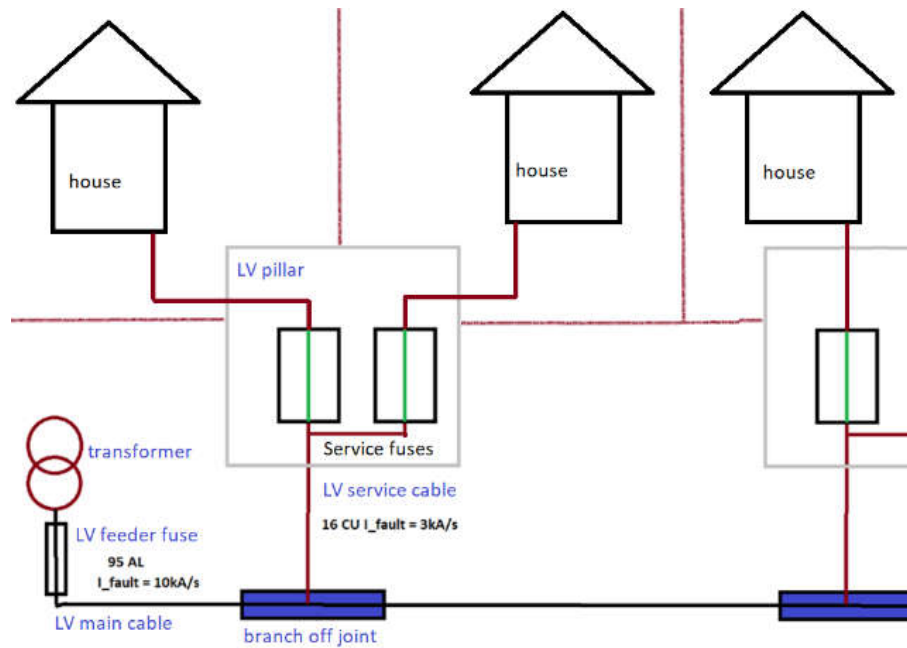 house
house
house
LV pillar
Service fuses
transformer
LV service cable
16 CU I_fault = 3kA/s
LV feeder fuse
95 AL
I_fault = 10kA/s
LV main cable
branch off joint